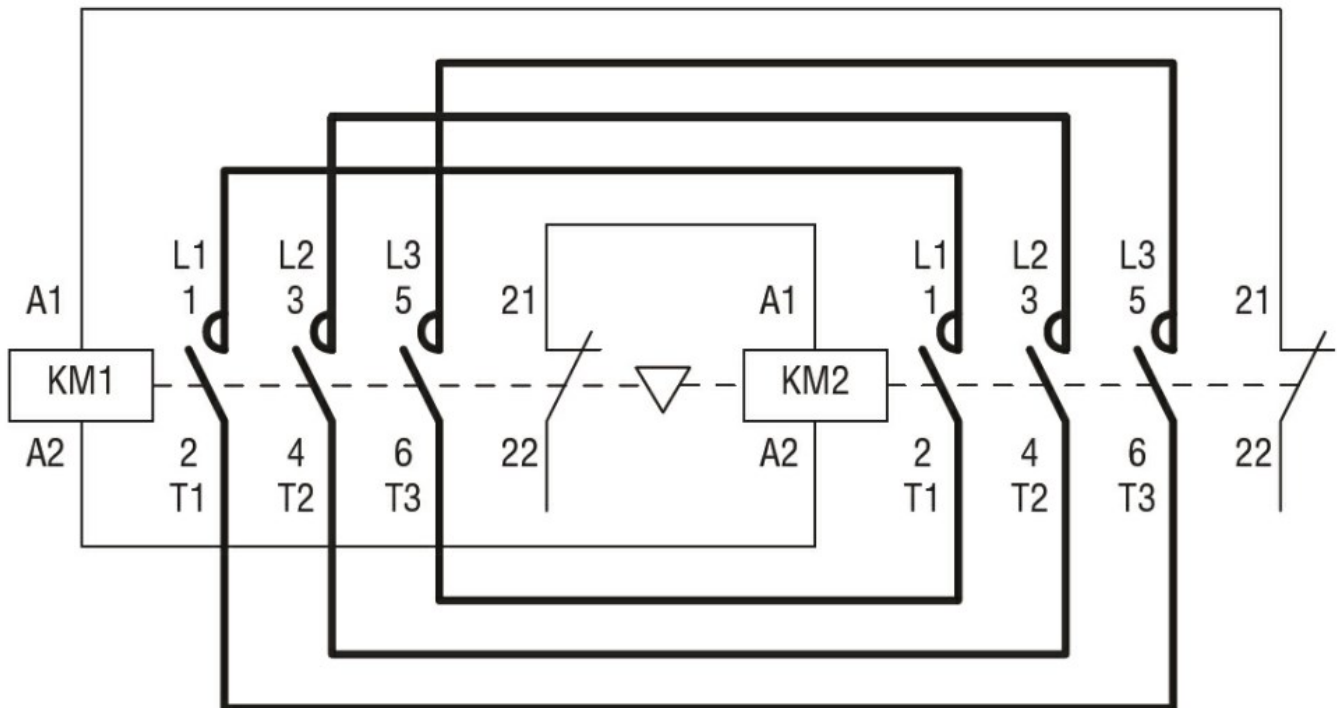 L1 L2 L3 L1 L2 L3
A1 1 3 5 21 A1 1 3 5 21
KM1 KM2
A2 2 4 6 22 A2 2 4 6 22
T1 T2 T3 T1 T2 T3